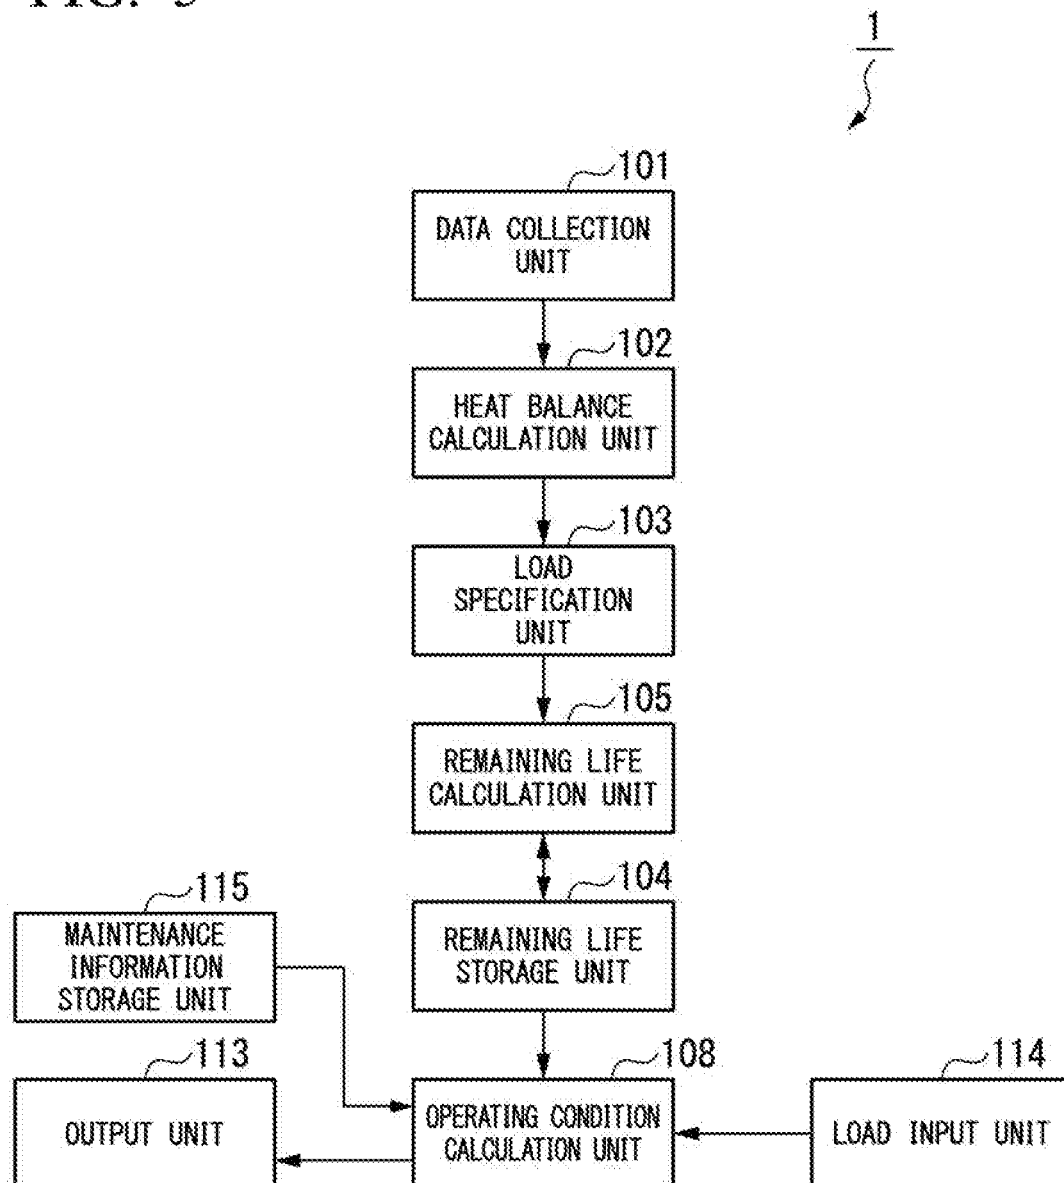 1
101
DATA COLLECTION
UNIT
102
HEAT BALANCE
CALCULATION UNIT
103
LOAD
SPECIFICATION
UNIT
105
REMAINING LIFE
CALCULATION UNIT
104
REMAINING LIFE
STORAGE UNIT
115
MAINTENANCE
INFORMATION
STORAGE UNIT
113
OUTPUT UNIT
108
OPERATING CONDITION
CALCULATION UNIT
114
LOAD INPUT UNIT